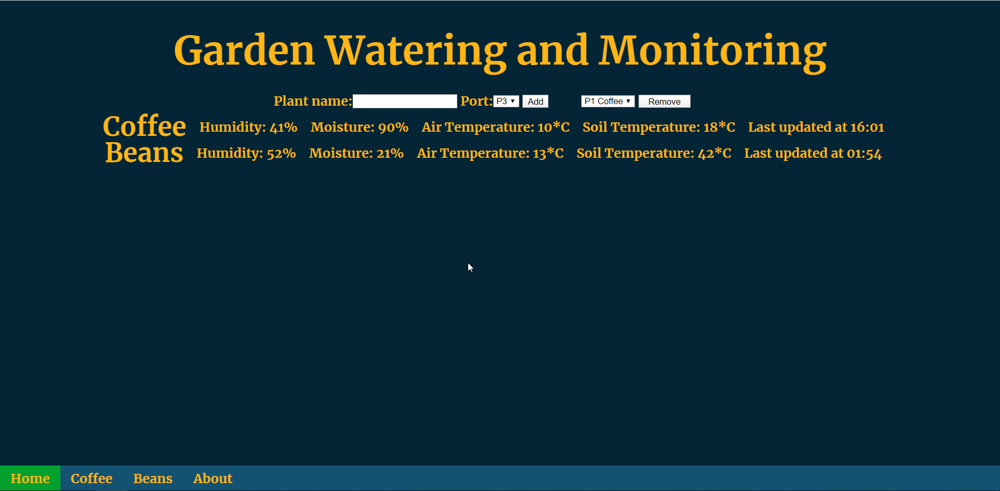 Garden Watering and Monitoring
Plant name: Port: P3 Add P1 Coffee Remove
Coffee Humidity: 41% Moisture: 90% Air Temperature: 10*C Soil Temperature: 18*C Last updated at 16:01
Beans Humidity: 52% Moisture: 21% Air Temperature: 13*C Soil Temperature: 42*C Last updated at 01:54
Home Coffee Beans About